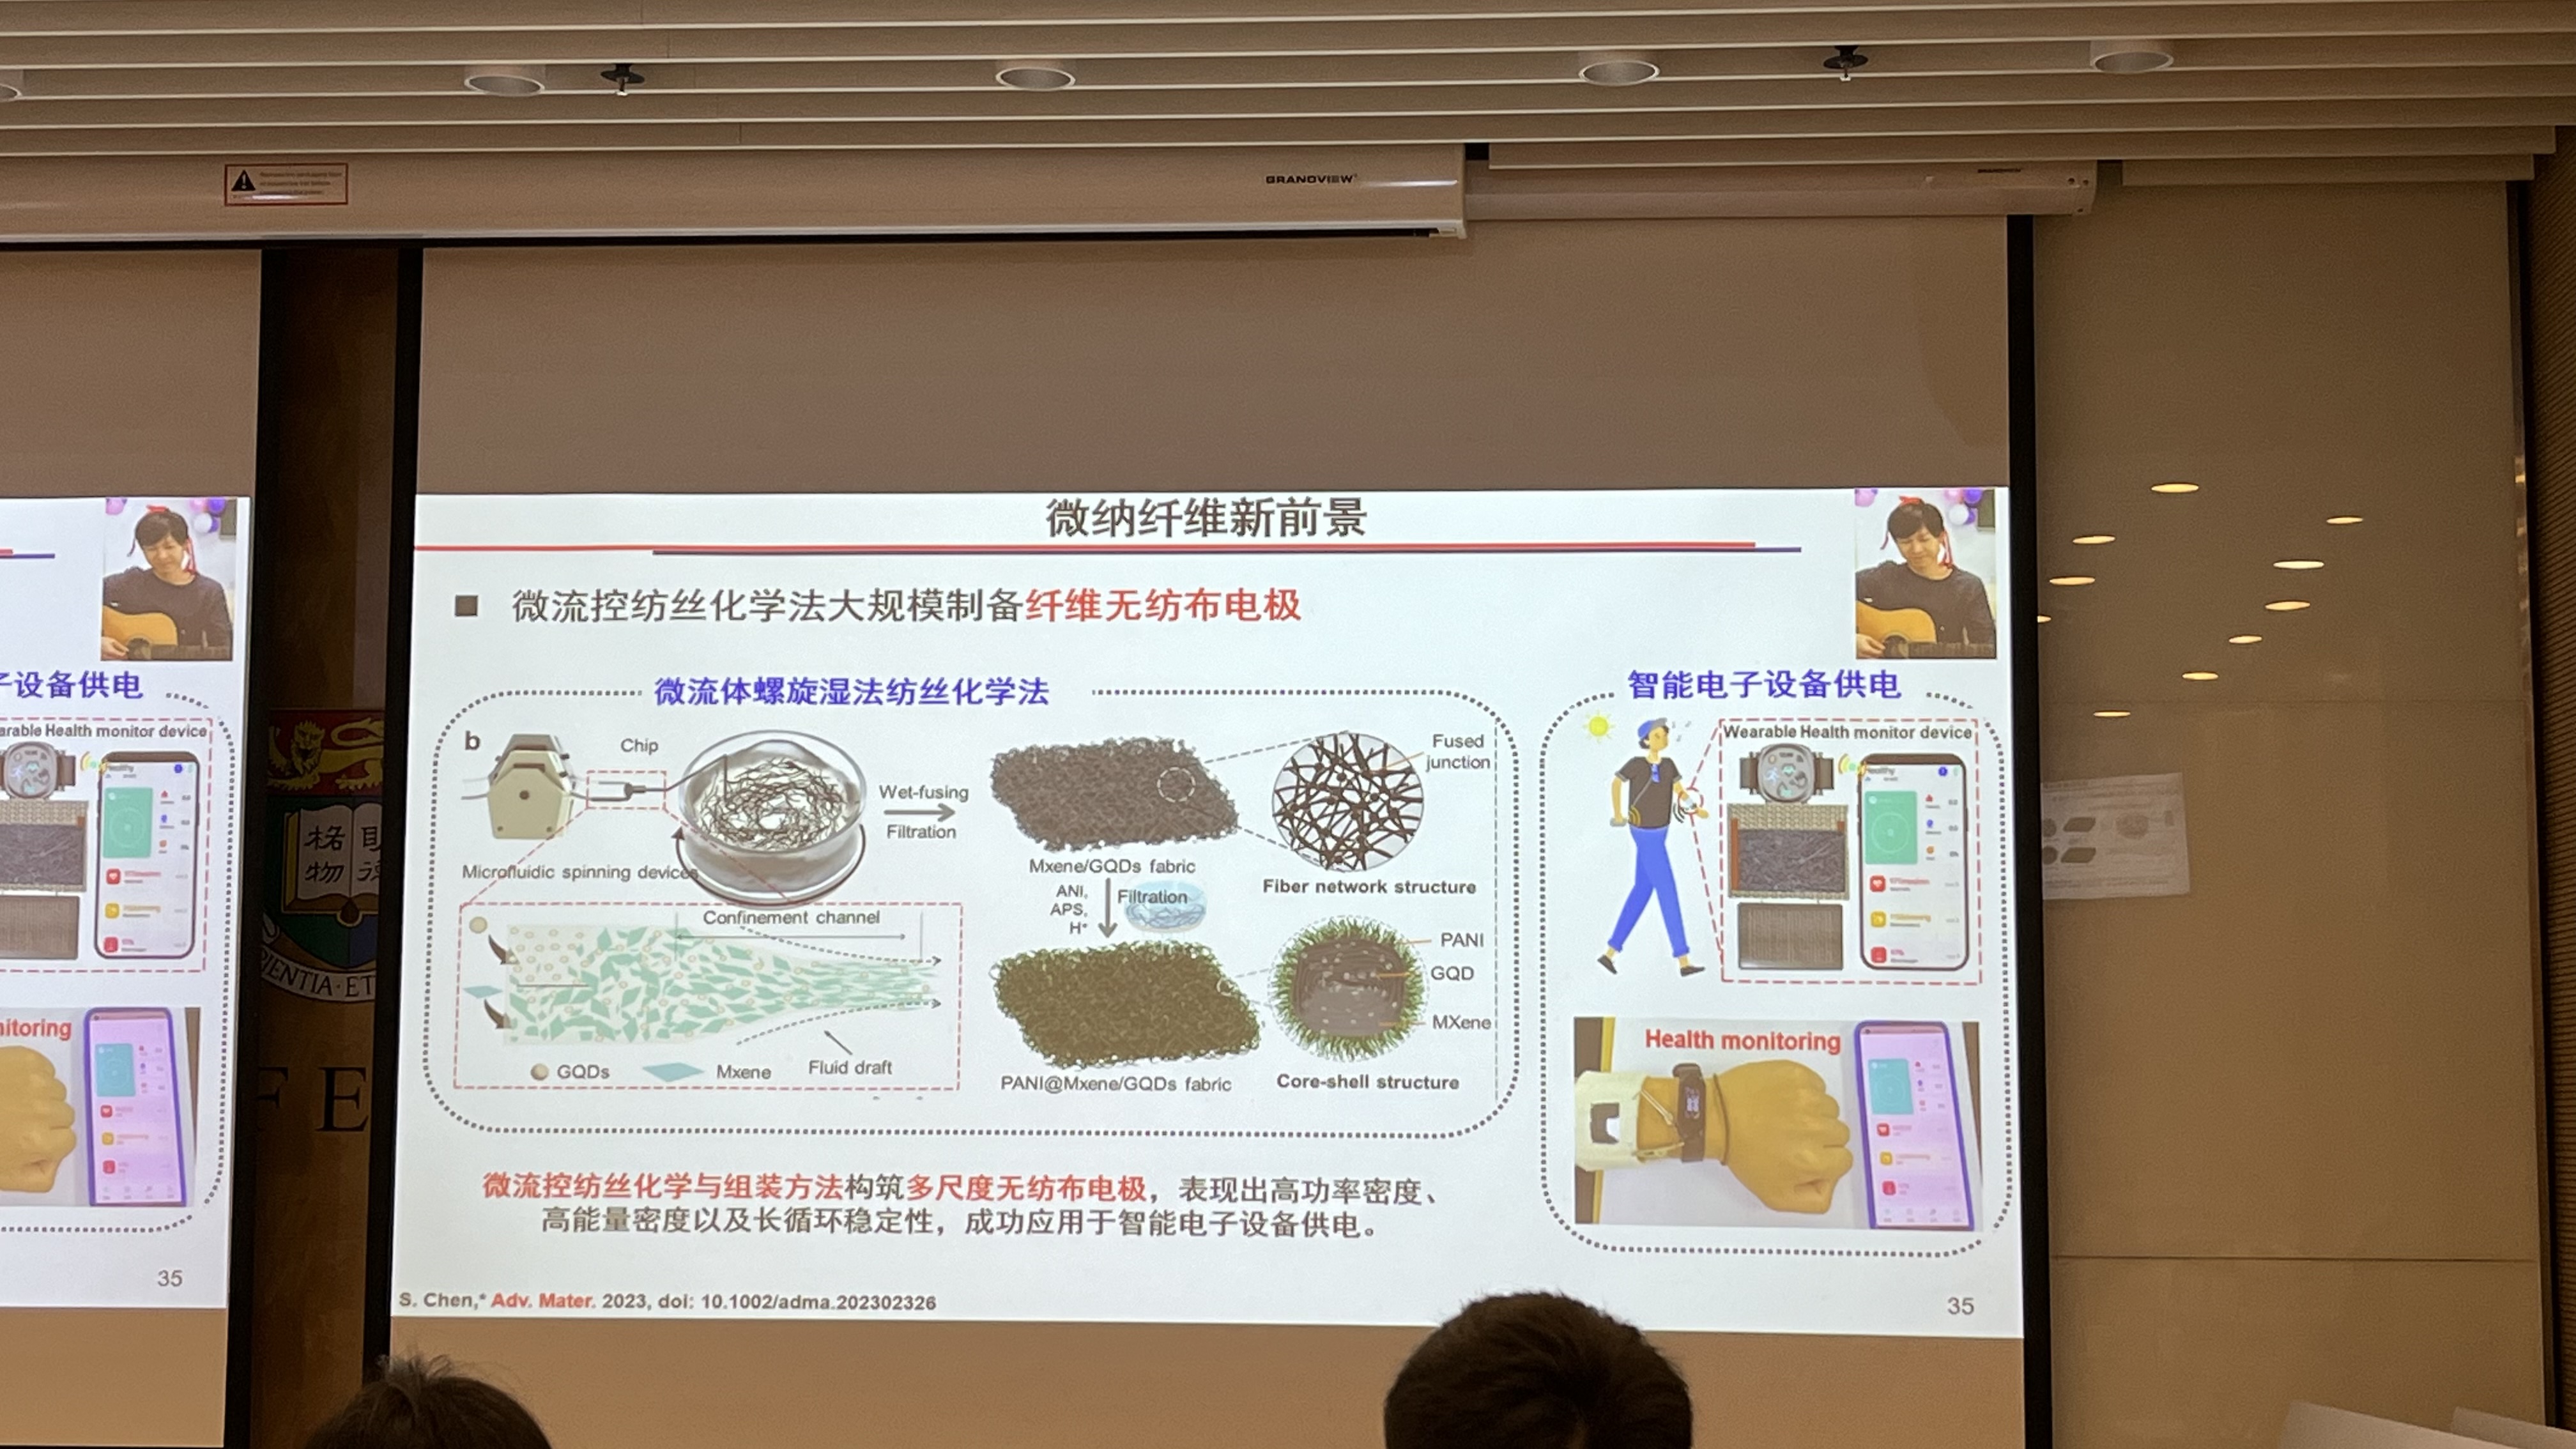 GRANDVIEW
微纳纤维新前景
■ 微流控纺丝化学法大规模制备纤维无纺布电极
微流体螺旋湿法纺丝化学法
b
Chip
Microfluidic spinning devices
Wet-fusing
Filtration
Mxene/GQDs fabric
Fused
junction
Fiber network structure
ANI,
APS,
H⁺
Filtration
Confinement channel
GQDs
Mxene
Fluid draft
PANI@Mxene/GQDs fabric
PANI
GQD
MXene
Core-shell structure
智能电子设备供电
Wearable Health monitor device
Health monitoring
微流控纺丝化学与组装方法构筑多尺度无纺布电极，表现出高功率密度、
高能量密度以及长循环稳定性，成功应用于智能电子设备供电。
S. Chen,* Adv. Mater. 2023, doi: 10.1002/adma.202302326
35
子设备供电
earable Health monitor device
nitoring
35
格 明
物 德
IENTIA·ET
F E